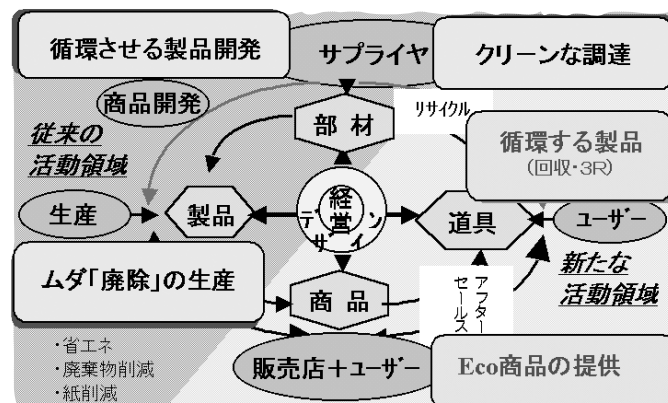 循環させる製品開発
サプライヤ
クリーンな調達
商品開発
リサイクル
部 材
従来の
活動領域
循環する製品
(回収・3R)
生産
製品
経営
デザイン
道具
ユーザー
ムダ「廃除」の生産
商 品
アフター
セールス
新たな
活動領域
・省エネ
・廃棄物削減
・紙削減
販売店+ユーザー
Eco商品の提供